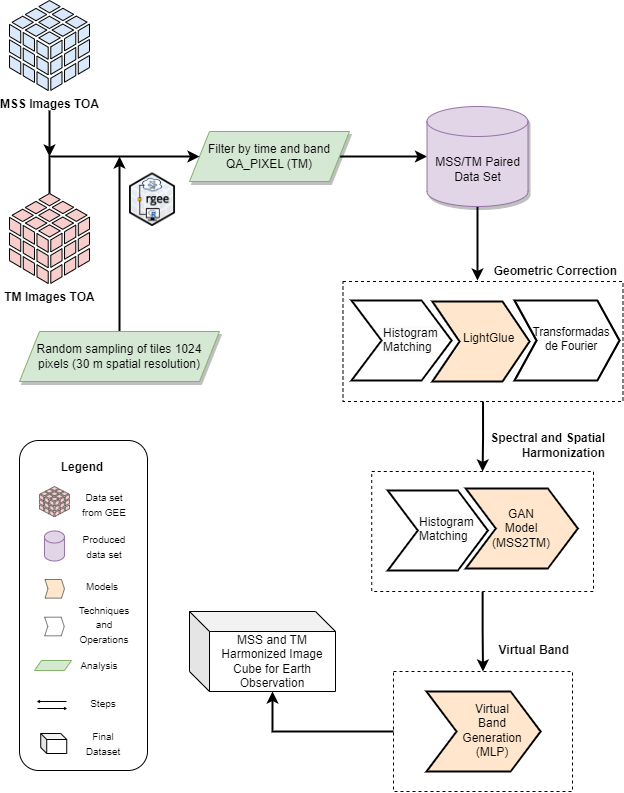 MSS Images TOA
Filter by time and band
QA_PIXEL (TM)
MSS/TM Paired
Data Set
rgee
TM Images TOA
Geometric Correction
Histogram
Matching
LightGlue
Transformadas
de Fourier
Random sampling of tiles 1024
pixels (30 m spatial resolution)
Spectral and Spatial
Harmonization
Histogram
Matching
GAN
Model
(MSS2TM)
Legend
Data set
from GEE
Produced
data set
Models
Techniques
and
Operations
Analysis
Steps
Final
Dataset
MSS and TM
Harmonized Image
Cube for Earth
Observation
Virtual Band
Virtual
Band
Generation
(MLP)